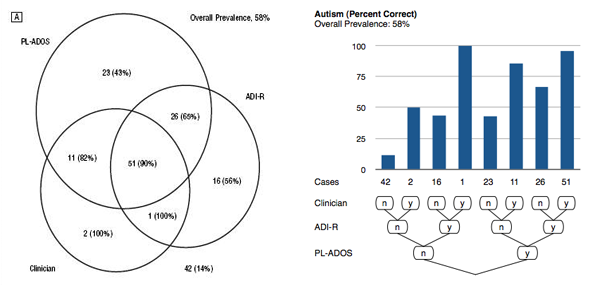 A
Overall Prevalence, 58%
PL-ADOS
23 (43%)
ADI-R
26 (65%)
11 (82%)
51 (90%)
16 (56%)
1 (100%)
2 (100%)
Clinician
42 (14%)
Autism (Percent Correct)
Overall Prevalence: 58%
100
75
50
25
0
Cases 42 2 16 1 23 11 26 51
Clinician n y n y n y n y
ADI-R n y n y
PL-ADOS n y